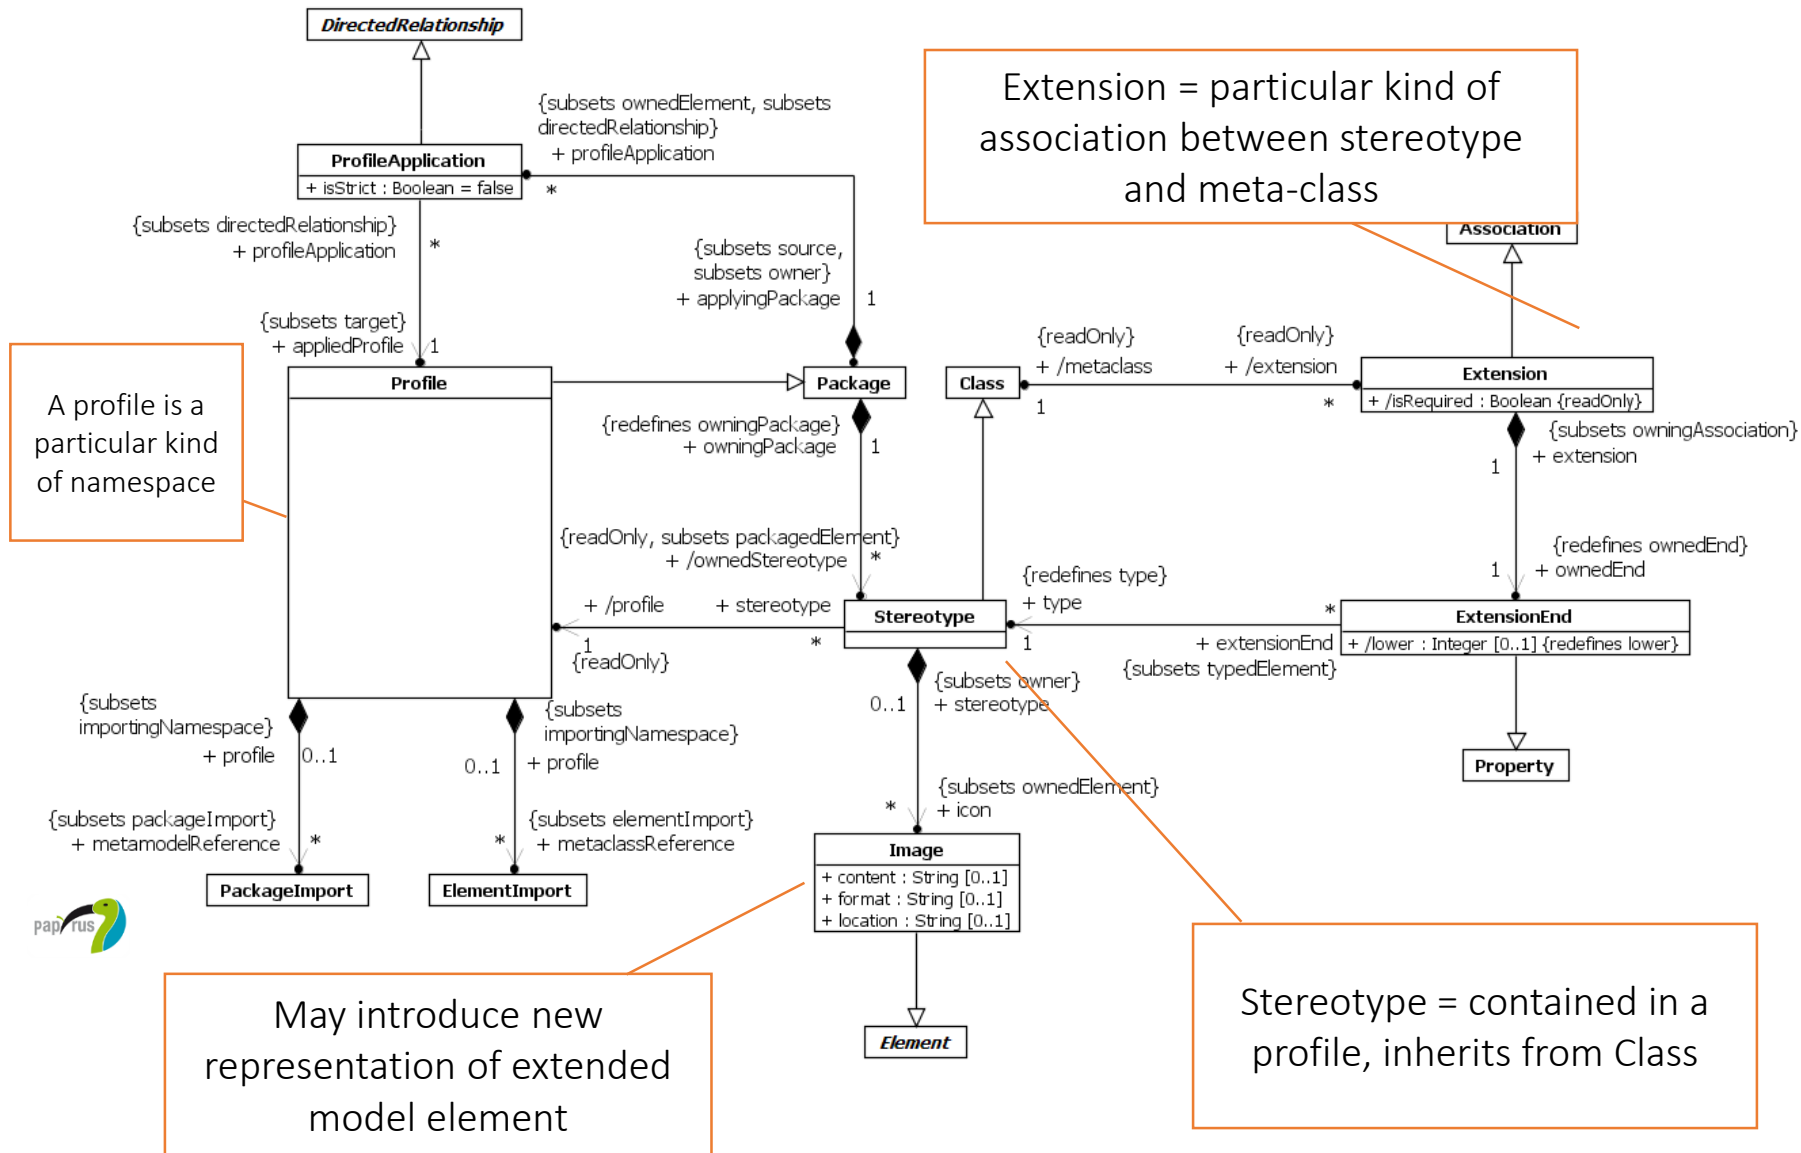 DirectedRelationship
{subsets ownedElement, subsets
directedRelationship}
+ profileApplication
*
ProfileApplication
+ isStrict : Boolean = false
{subsets directedRelationship}
+ profileApplication
*
{subsets source,
subsets owner}
+ applyingPackage
1
{subsets target}
+ appliedProfile
1
Extension = particular kind of
association between stereotype
and meta-class
Association
A profile is a
particular kind
of namespace
Profile
Package
Class
{readOnly}
+ /metaclass
1
{readOnly}
+ /extension
*
Extension
+ /isRequired : Boolean {readOnly}
{redefines owningPackage}
+ owningPackage
1
{subsets owningAssociation}
+ extension
1
{readOnly, subsets packagedElement}
+ /ownedStereotype
*
{redefines ownedEnd}
+ ownedEnd
1
+ /profile
1
{readOnly}
+ stereotype
*
Stereotype
{redefines type}
+ type
1
*
+ extensionEnd
{subsets typedElement}
ExtensionEnd
+ /lower : Integer [0..1] {redefines lower}
{subsets
importingNamespace}
+ profile
0..1
{subsets
importingNamespace}
+ profile
0..1
{subsets owner}
+ stereotype
0..1
Property
{subsets packageImport}
+ metamodelReference
*
{subsets elementImport}
+ metaclassReference
*
{subsets ownedElement}
+ icon
*
PackageImport
ElementImport
Image
+ content : String [0..1]
+ format : String [0..1]
+ location : String [0..1]
papyrus
May introduce new
representation of extended
model element
Element
Stereotype = contained in a
profile, inherits from Class